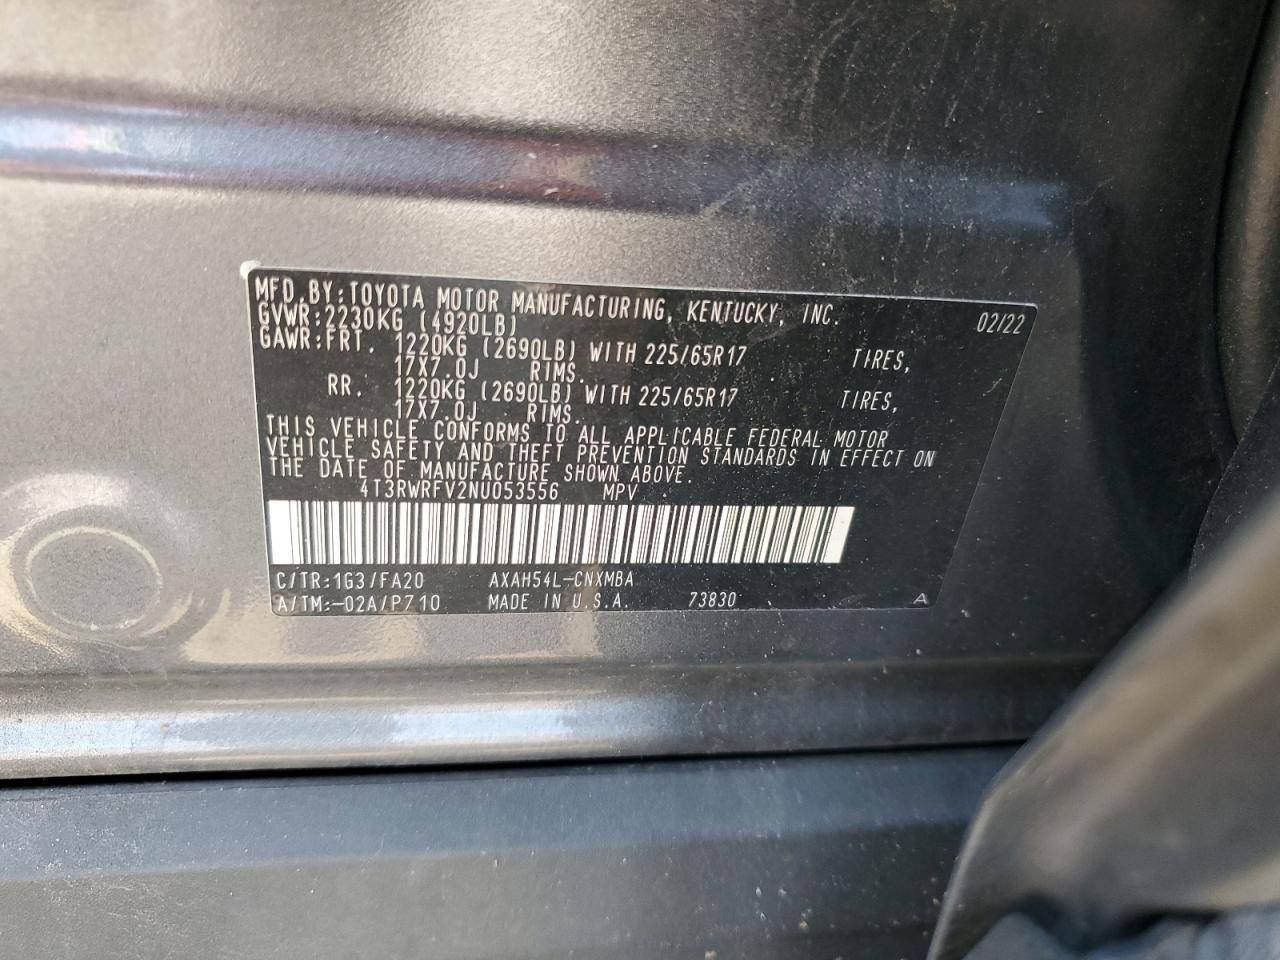 MFD.BY:TOYOTA MOTOR MANUFACTURING, KENTUCKY, INC. 02/22
GVWR:2230KG (4920LB)
GAWR:FRT. 1220KG (2690LB) WITH 225/65R17 TIRES,
17X7.0J RIMS.
RR. 1220KG (2690LB) WITH 225/65R17 TIRES,
17X7.0J RIMS.
THIS VEHICLE CONFORMS TO ALL APPLICABLE FEDERAL MOTOR
VEHICLE SAFETY AND THEFT PREVENTION STANDARDS IN EFFECT ON
THE DATE OF MANUFACTURE SHOWN ABOVE.
4T3RWRFV2NU053556 MPV
C/TR:1G3/FA20 AXAH54L-CNXMBA
A/TM:-02A/P710 MADE IN U.S.A. 73830 A